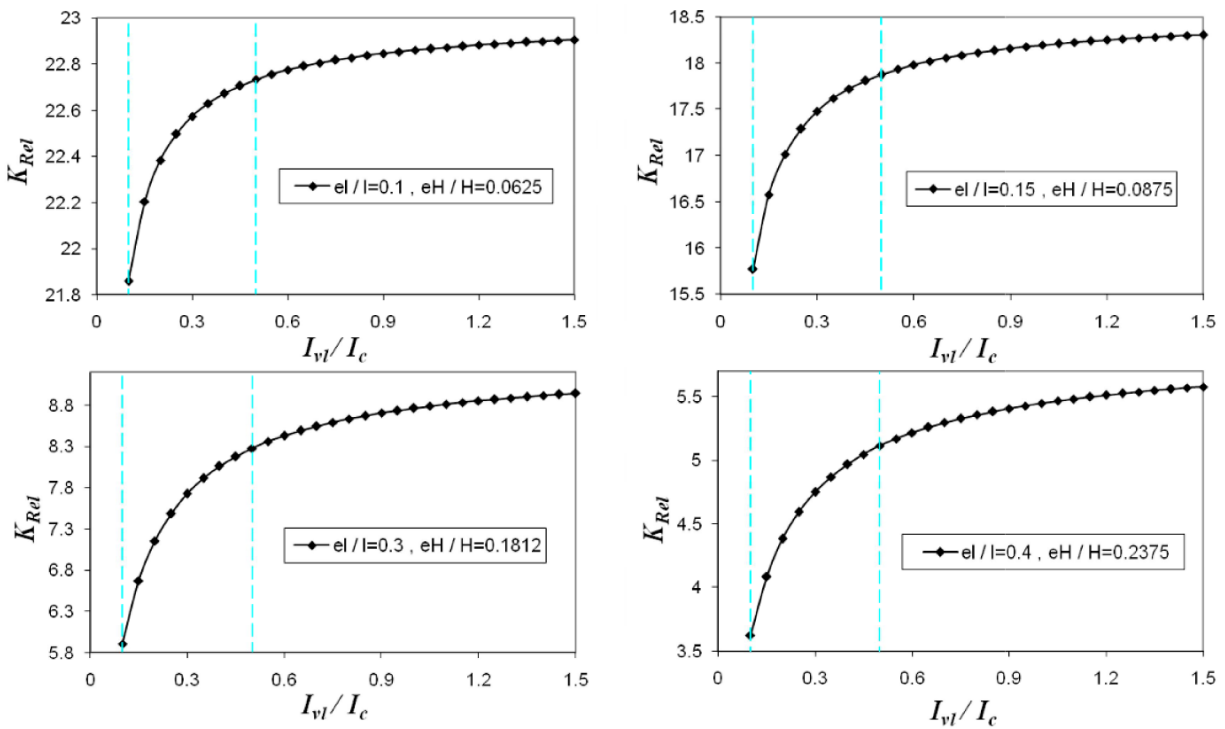 23
22.8
22.6
22.4
22.2
22
21.8
K_Rel
el / l=0.1 , eH / H=0.0625
0 0.3 0.6 0.9 1.2 1.5
I_vl / I_c
18.5
18
17.5
17
16.5
16
15.5
K_Rel
el / l=0.15 , eH / H=0.0875
0 0.3 0.6 0.9 1.2 1.5
I_vl / I_c
8.8
8.3
7.8
7.3
6.8
6.3
5.8
K_Rel
el / l=0.3 , eH / H=0.1812
0 0.3 0.6 0.9 1.2 1.5
I_vl / I_c
5.5
5
4.5
4
3.5
K_Rel
el / l=0.4 , eH / H=0.2375
0 0.3 0.6 0.9 1.2 1.5
I_vl / I_c